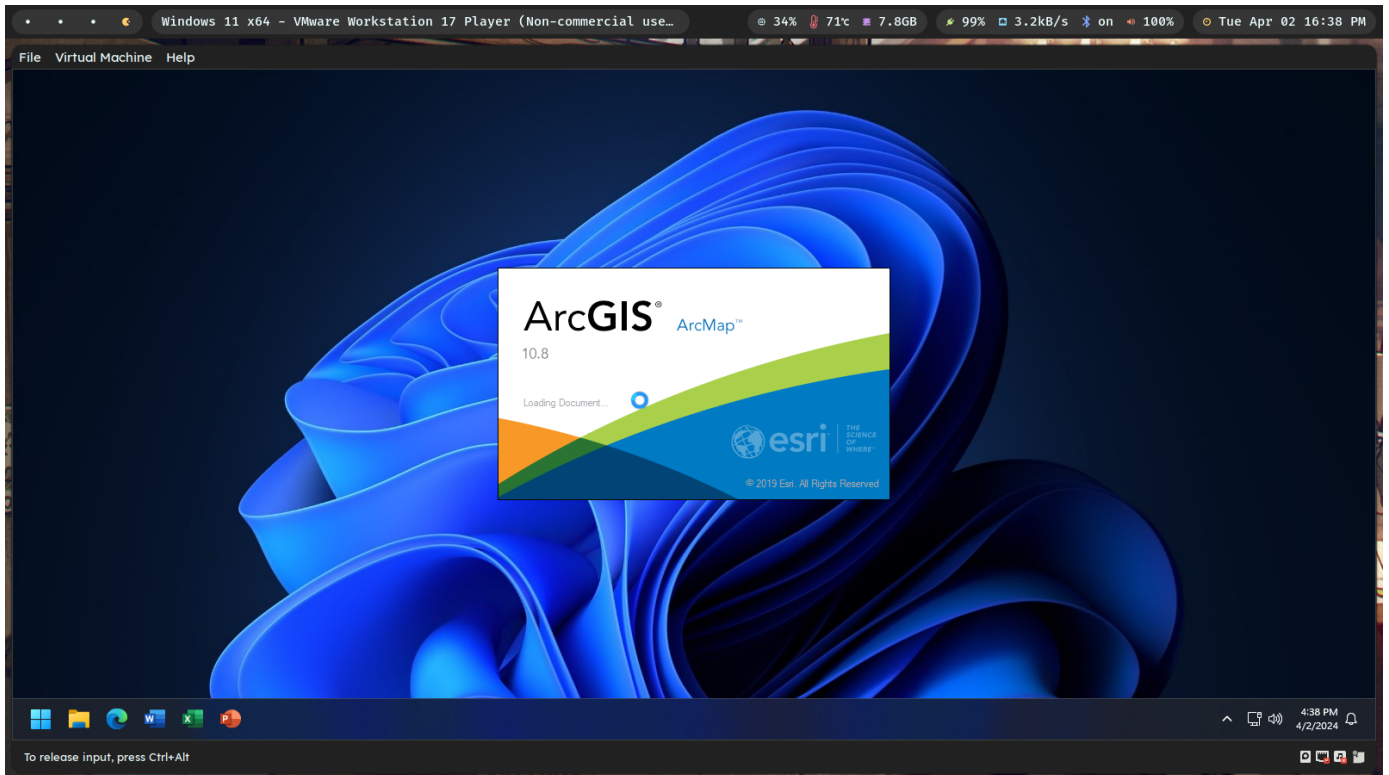 Windows 11 x64 - VMware Workstation 17 Player (Non-commercial use…
34% 71℃ 7.8GB
99% 3.2kB/s on 100%
Tue Apr 02 16:38 PM
File Virtual Machine Help
ArcGIS®
ArcMap™
10.8
Loading Document...
esri
THE
SCIENCE
OF
WHERE™
© 2019 Esri. All Rights Reserved
4:38 PM
4/2/2024
To release input, press Ctrl+Alt